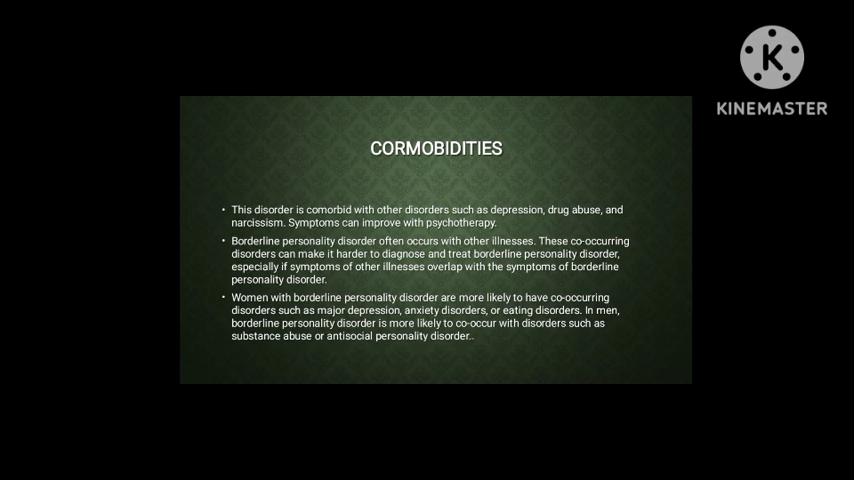 KINEMASTER
CORMOBIDITIES
• This disorder is comorbid with other disorders such as depression, drug abuse, and
narcissism. Symptoms can improve with psychotherapy.
• Borderline personality disorder often occurs with other illnesses. These co-occurring
disorders can make it harder to diagnose and treat borderline personality disorder,
especially if symptoms of other illnesses overlap with the symptoms of borderline
personality disorder.
• Women with borderline personality disorder are more likely to have co-occurring
disorders such as major depression, anxiety disorders, or eating disorders. In men,
borderline personality disorder is more likely to co-occur with disorders such as
substance abuse or antisocial personality disorder..